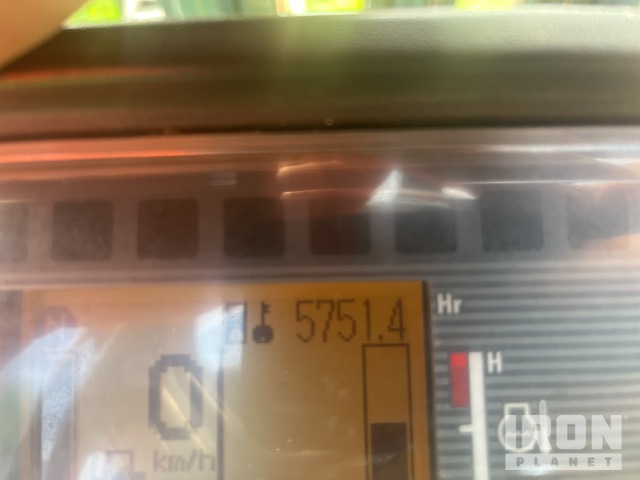 5751.4
Hr
H
0
km/h
IRON
PLANET